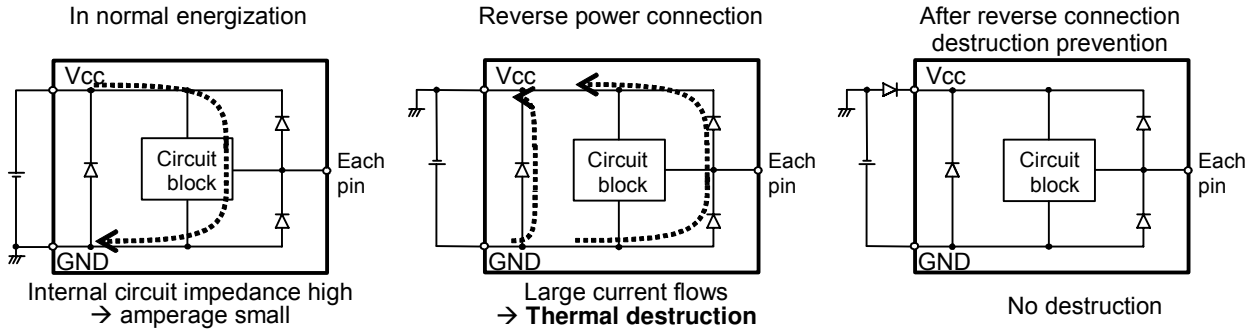 In normal energization
Vcc
Circuit
block
Each
pin
GND
Internal circuit impedance high
→ amperage small
Reverse power connection
Vcc
Circuit
block
Each
pin
GND
Large current flows
→ Thermal destruction
After reverse connection
destruction prevention
Vcc
Circuit
block
Each
pin
GND
No destruction